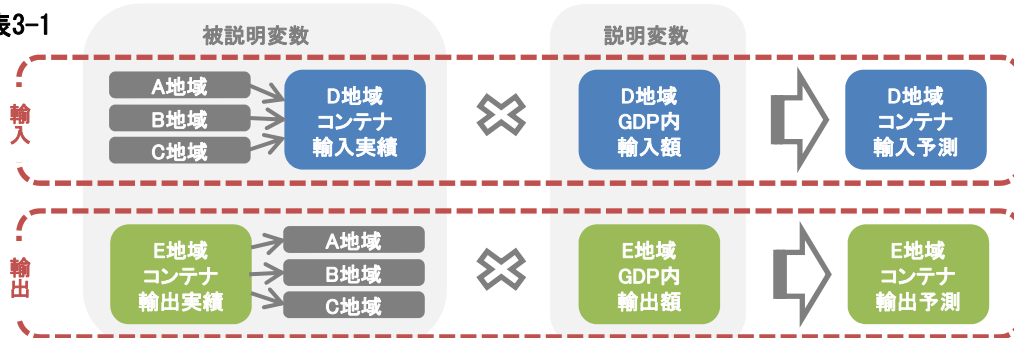 表3-1
被説明変数
説明変数
輸入
A地域
B地域
C地域
D地域
コンテナ
輸入実績
D地域
GDP内
輸入額
D地域
コンテナ
輸入予測
輸出
E地域
コンテナ
輸出実績
A地域
B地域
C地域
E地域
GDP内
輸出額
E地域
コンテナ
輸出予測